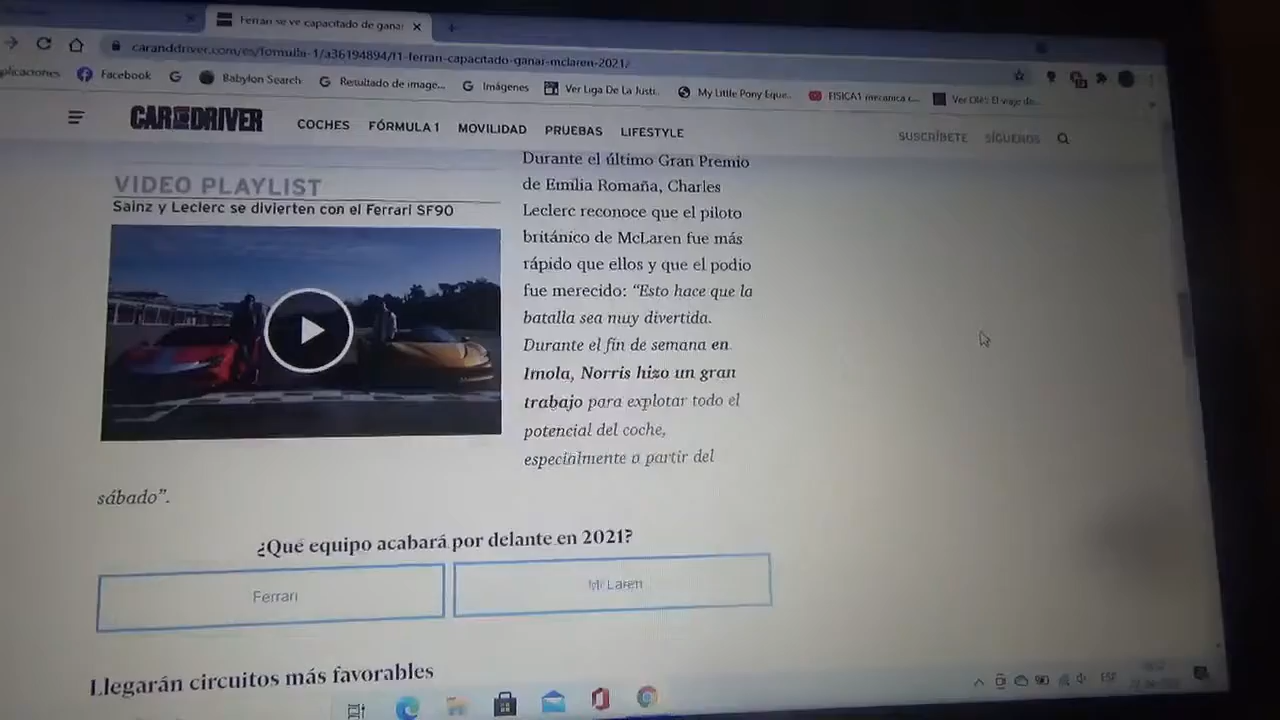 Ferrari se ve capacitado de ganar
caranddriver.com/es/formula-1/a36194894/f1-ferrari-capacitado-ganar-mclaren-2021/
Facebook
Babylon Search
Resultado de image...
Imágenes
Ver Liga De La Justi...
My Little Pony Eque...
FISICA1 mecanica c...
CAR AND DRIVER
COCHES FÓRMULA 1 MOVILIDAD PRUEBAS LIFESTYLE
SUSCRÍBETE SÍGUENOS
VIDEO PLAYLIST
Sainz y Leclerc se divierten con el Ferrari SF90
Durante el último Gran Premio
de Emilia Romaña, Charles
Leclerc reconoce que el piloto
británico de McLaren fue más
rápido que ellos y que el podio
fue merecido: “Esto hace que la
batalla sea muy divertida.
Durante el fin de semana en
Imola, Norris hizo un gran
trabajo para explotar todo el
potencial del coche,
especialmente a partir del
sábado”.
¿Qué equipo acabará por delante en 2021?
Ferrari
McLaren
Llegarán circuitos más favorables
ESP